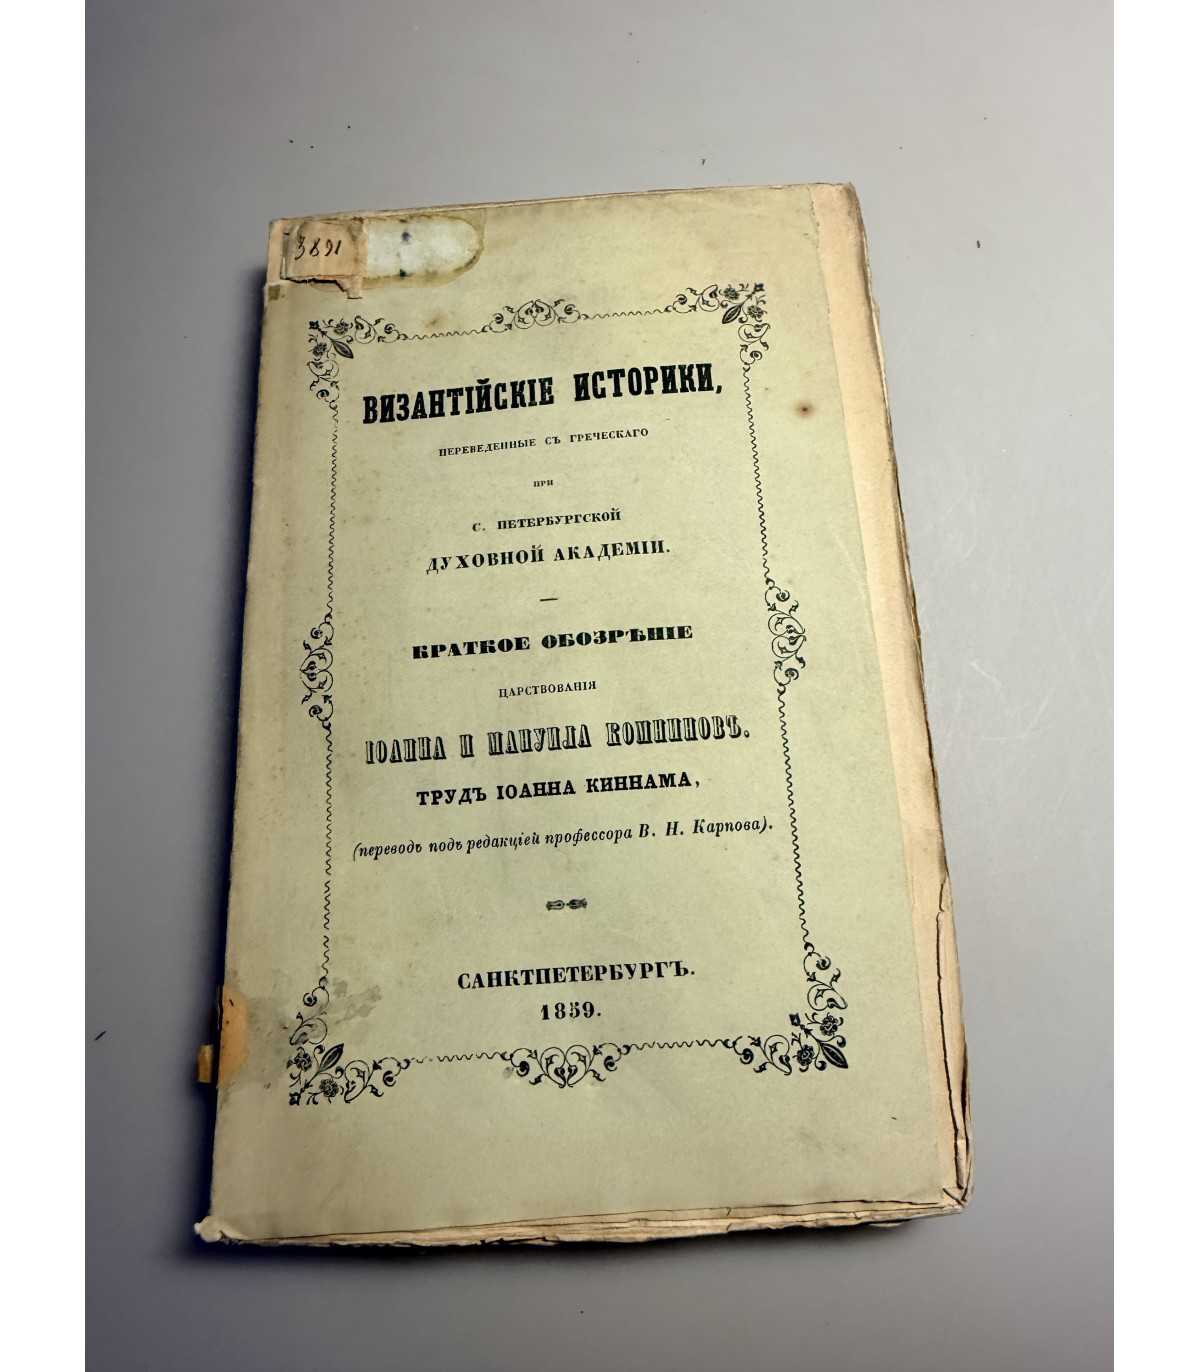 3891
ВИЗАНТІЙСКІЕ ИСТОРИКИ,
ПЕРЕВЕДЕННЫЕ СЪ ГРЕЧЕСКАГО
ПРИ
С. ПЕТЕРБУРГСКОЙ
ДУХОВНОЙ АКАДЕМІИ.
КРАТКОЕ ОБОЗРѢНІЕ
ЦАРСТВОВАНІЯ
ІОАННА И МАНУИЛА КОМНИНОВЪ.
ТРУДЪ ІОАННА КИННАМА,
(переводъ подъ редакціей профессора В. Н. Карпова).
САНКТПЕТЕРБУРГЪ.
1859.